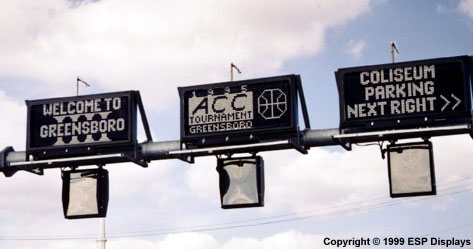 WELCOME TO
GREENSBORO
1995
ACC
TOURNAMENT
GREENSBORO
COLISEUM
PARKING
NEXT RIGHT >>
Copyright © 1999 ESP Displays